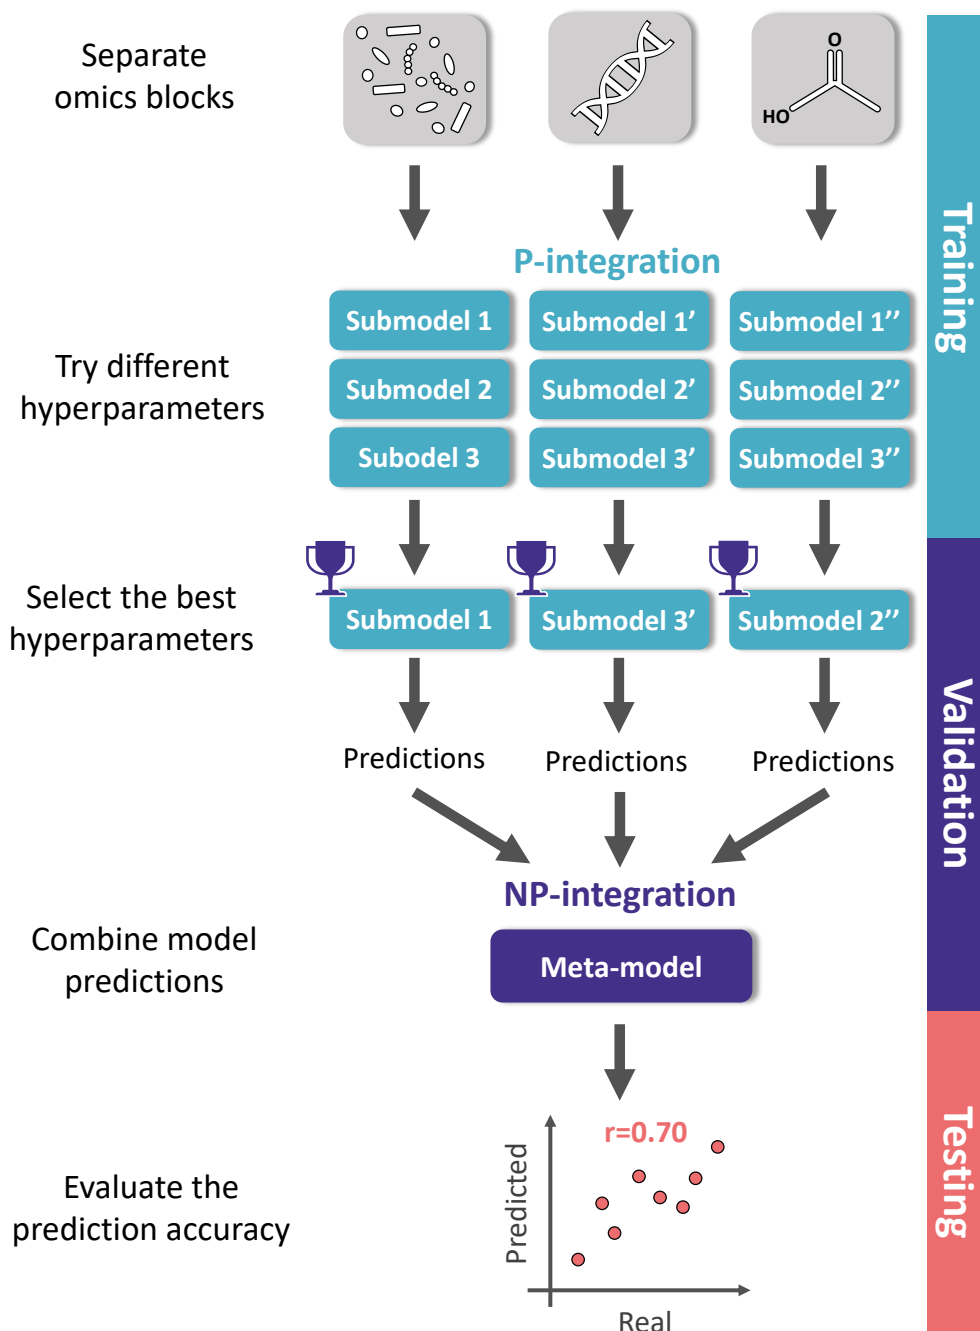 Separate
omics blocks
O
HO
P-integration
Submodel 1
Submodel 1’
Submodel 1’’
Try different
hyperparameters
Submodel 2
Submodel 2’
Submodel 2’’
Subodel 3
Submodel 3’
Submodel 3’’
Training
Select the best
hyperparameters
Submodel 1
Submodel 3’
Submodel 2’’
Predictions
Predictions
Predictions
Validation
NP-integration
Combine model
predictions
Meta-model
r=0.70
Evaluate the
prediction accuracy
Predicted
Real
Testing